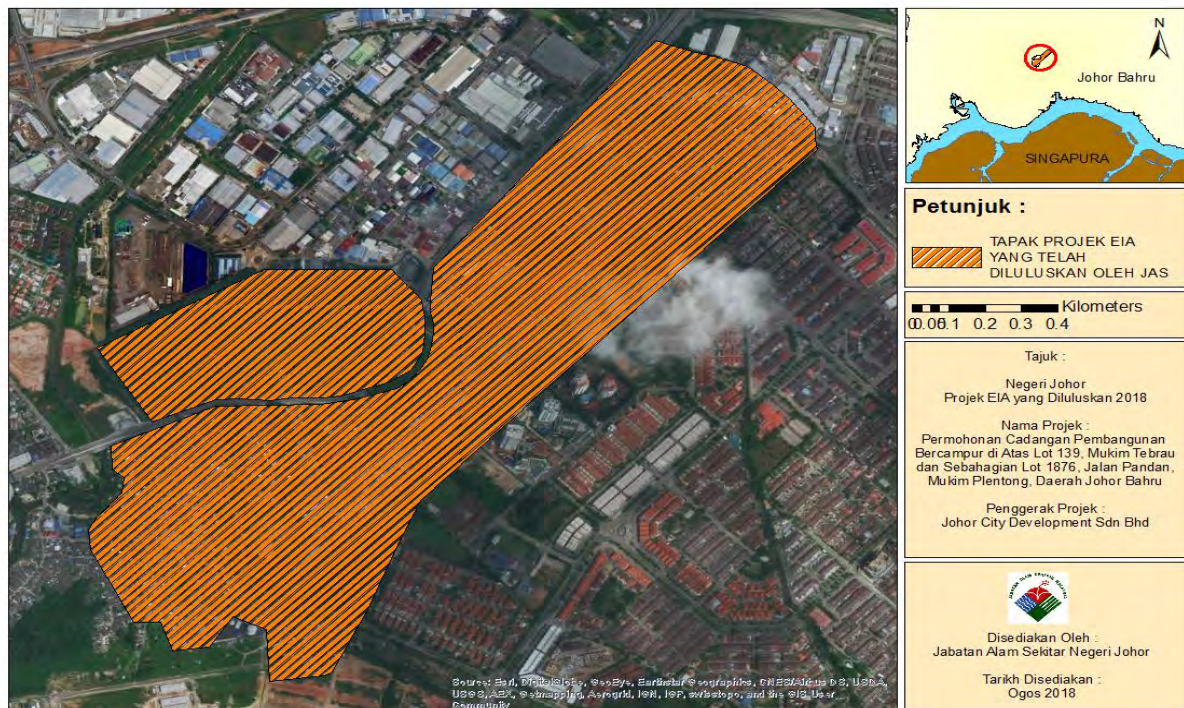 N
Johor Bahru
SINGAPURA
Petunjuk :
TAPAK PROJEK EIA
YANG TELAH
DILULUSKAN OLEH JAS
Kilometers
0 0.05 0.1 0.2 0.3 0.4
Tajuk :
Negeri Johor
Projek EIA yang Diluluskan 2018
Nama Projek :
Permohonan Cadangan Pembangunan
Bercampur di Atas Lot 139, Mukim Tebrau
dan Sebahagian Lot 1876, Jalan Pandan,
Mukim Plentong, Daerah Johor Bahru
Penggerak Projek :
Johor City Development Sdn Bhd
Disediakan Oleh :
Jabatan Alam Sekitar Negeri Johor
Tarikh Disediakan :
Ogos 2018
Source: Esri, DigitalGlobe, GeoEye, Earthstar Geographics, CNES/Airbus DS, USDA,
USGS, AEX, Getmapping, Aerogrid, IGN, IGP, swisstopo, and the GIS User
Community